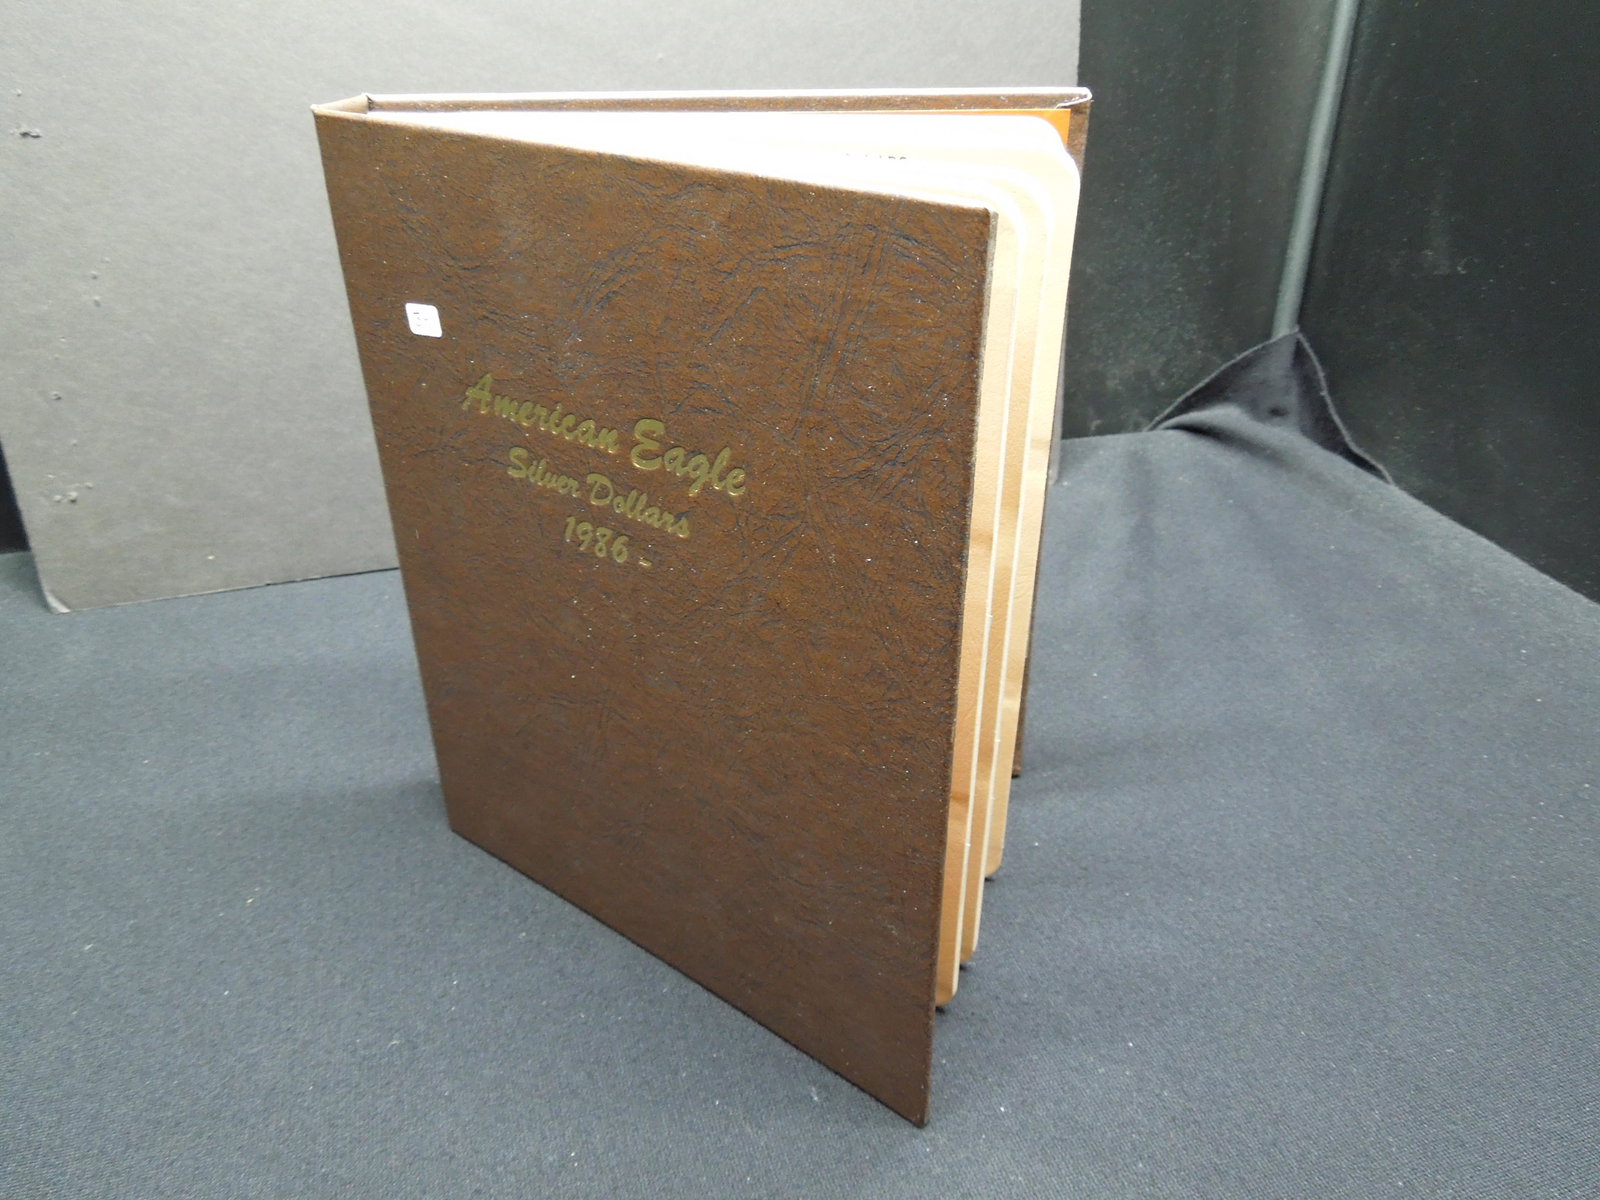 American Eagle
Silver Dollars
1986 -